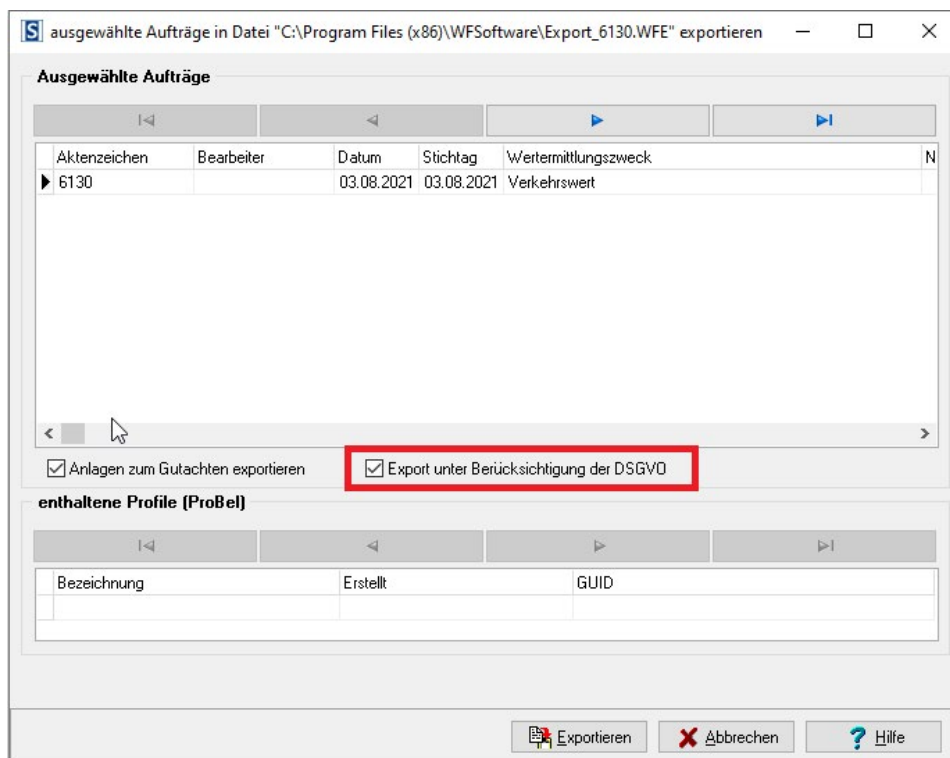 S ausgewählte Aufträge in Datei "C:\Program Files (x86)\WFSoftware\Export_6130.WFE" exportieren
Ausgewählte Aufträge
Aktenzeichen Bearbeiter Datum Stichtag Wertermittlungszweck N
6130 03.08.2021 03.08.2021 Verkehrswert
Anlagen zum Gutachten exportieren Export unter Berücksichtigung der DSGVO
enthaltene Profile (ProBel)
Bezeichnung Erstellt GUID
Exportieren Abbrechen ? Hilfe